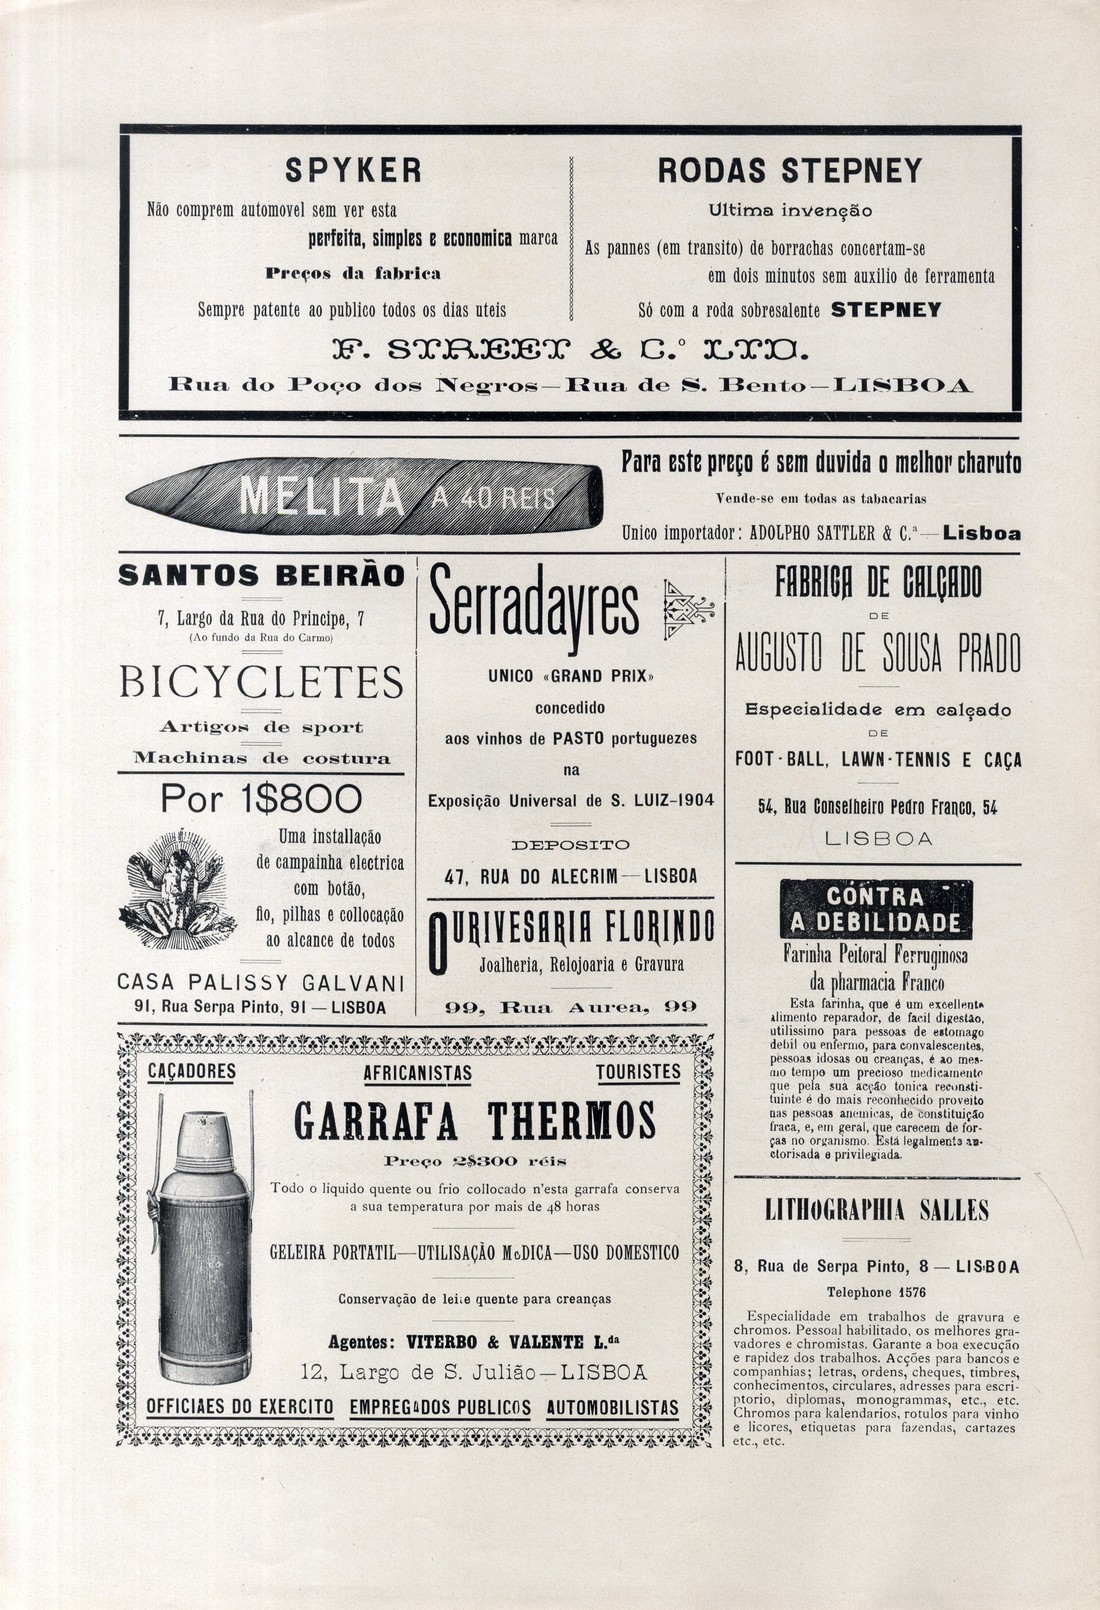 SPYKER
Não comprem automovel sem ver esta
perfeita, simples e economica marca
Preços da fabrica
Sempre patente ao publico todos os dias uteis
RODAS STEPNEY
Ultima invenção
As pannes (em transito) de borrachas concertam-se
em dois minutos sem auxilio de ferramenta
Só com a roda sobresalente STEPNEY
F. STREET & C.º LTD.
Rua do Poço dos Negros—Rua de S. Bento—LISBOA
MELITA A 40 REIS
Para este preço é sem duvida o melhor charuto
Vende-se em todas as tabacarias
Unico importador: ADOLPHO SATTLER & C.ª—Lisboa
SANTOS BEIRÃO
7, Largo da Rua do Principe, 7
(Ao fundo da Rua do Carmo)
BICYCLETES
Artigos de sport
Machinas de costura
Por 1$800
Uma installação
de campainha electrica
com botão,
fio, pilhas e collocação
ao alcance de todos
CASA PALISSY GALVANI
91, Rua Serpa Pinto, 91 — LISBOA
Serradayres
UNICO «GRAND PRIX»
concedido
aos vinhos de PASTO portuguezes
na
Exposição Universal de S. LUIZ-1904
DEPOSITO
47, RUA DO ALECRIM — LISBOA
OURIVESARIA FLORINDO
Joalheria, Relojoaria e Gravura
99, Rua Aurea, 99
FABRICA DE CALÇADO
DE
AUGUSTO DE SOUSA PRADO
Especialidade em calçado
DE
FOOT-BALL, LAWN-TENNIS E CAÇA
54, Rua Conselheiro Pedro Franco, 54
LISBOA
CONTRA
A DEBILIDADE
Farinha Peitoral Ferruginosa
da pharmacia Franco
Esta farinha, que é um excellente
alimento reparador, de facil digestão,
utilissimo para pessoas de estomago
debil ou enfermo, para convalescentes,
pessoas idosas ou creanças, é ao mes-
mo tempo um precioso medicamento
que pela sua acção tonica reconsti-
tuinte é do mais reconhecido proveito
nas pessoas anemicas, de constituição
fraca, e, em geral, que carecem de for-
ças no organismo. Está legalmente au-
ctorisada e privilegiada.
LITHOGRAPHIA SALLES
8, Rua de Serpa Pinto, 8 — LISBOA
Telephone 1576
Especialidade em trabalhos de gravura e
chromos. Pessoal habilitado, os melhores gra-
vadores e chromistas. Garante a boa execução
e rapidez dos trabalhos. Acções para bancos e
companhias; letras, ordens, cheques, timbres,
conhecimentos, circulares, adresses para escri-
ptorio, diplomas, monogrammas, etc., etc.
Chromos para kalendarios, rotulos para vinho
e licores, etiquetas para fazendas, cartazes
etc., etc.
CAÇADORES AFRICANISTAS TOURISTES
GARRAFA THERMOS
Preço 2$300 réis
Todo o liquido quente ou frio collocado n'esta garrafa conserva
a sua temperatura por mais de 48 horas
GELEIRA PORTATIL—UTILISAÇÃO MEDICA—USO DOMESTICO
Conservação de leite quente para creanças
Agentes: VITERBO & VALENTE L.da
12, Largo de S. Julião—LISBOA
OFFICIAES DO EXERCITO EMPREGADOS PUBLICOS AUTOMOBILISTAS